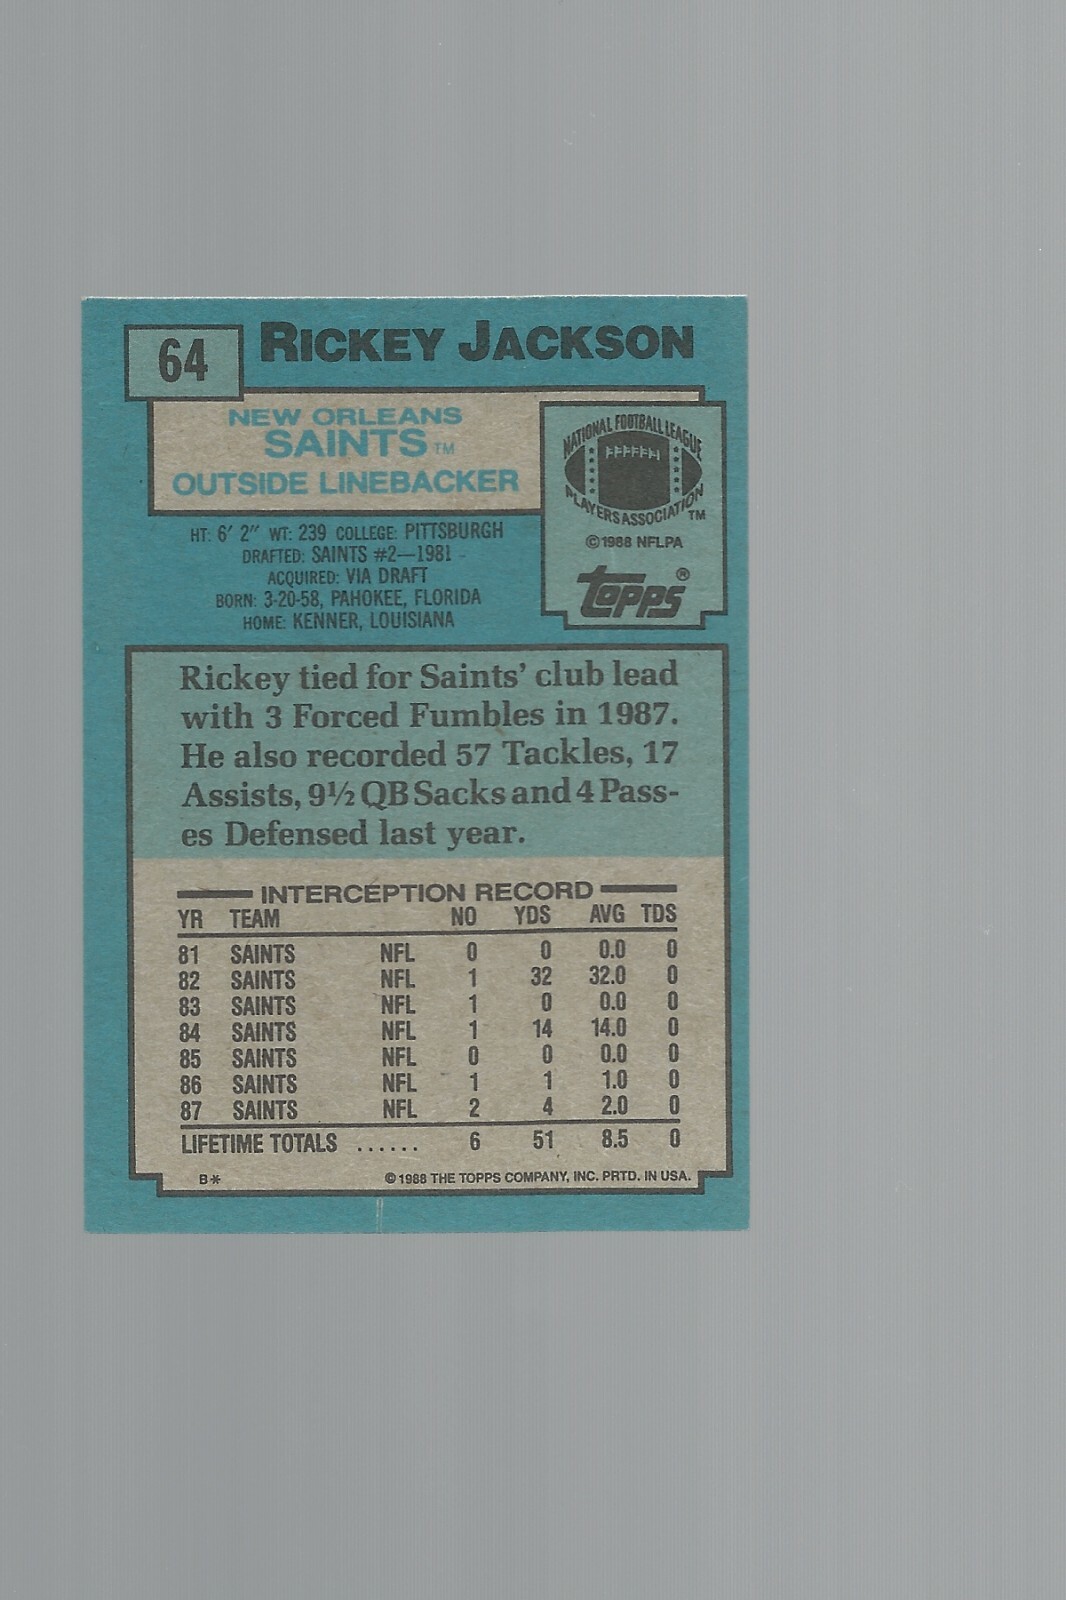 64
RICKEY JACKSON
NEW ORLEANS
SAINTS™
OUTSIDE LINEBACKER
NATIONAL FOOTBALL LEAGUE
PLAYERS ASSOCIATION™
©1988 NFLPA
topps®
HT: 6' 2" WT: 239 COLLEGE: PITTSBURGH
DRAFTED: SAINTS #2—1981
ACQUIRED: VIA DRAFT
BORN: 3-20-58, PAHOKEE, FLORIDA
HOME: KENNER, LOUISIANA
Rickey tied for Saints' club lead
with 3 Forced Fumbles in 1987.
He also recorded 57 Tackles, 17
Assists, 9½ QB Sacks and 4 Pass-
es Defensed last year.
INTERCEPTION RECORD
YR TEAM NO YDS AVG TDS
81 SAINTS NFL 0 0 0.0 0
82 SAINTS NFL 1 32 32.0 0
83 SAINTS NFL 1 0 0.0 0
84 SAINTS NFL 1 14 14.0 0
85 SAINTS NFL 0 0 0.0 0
86 SAINTS NFL 1 1 1.0 0
87 SAINTS NFL 2 4 2.0 0
LIFETIME TOTALS ...... 6 51 8.5 0
B* ©1988 THE TOPPS COMPANY, INC. PRTD. IN USA.